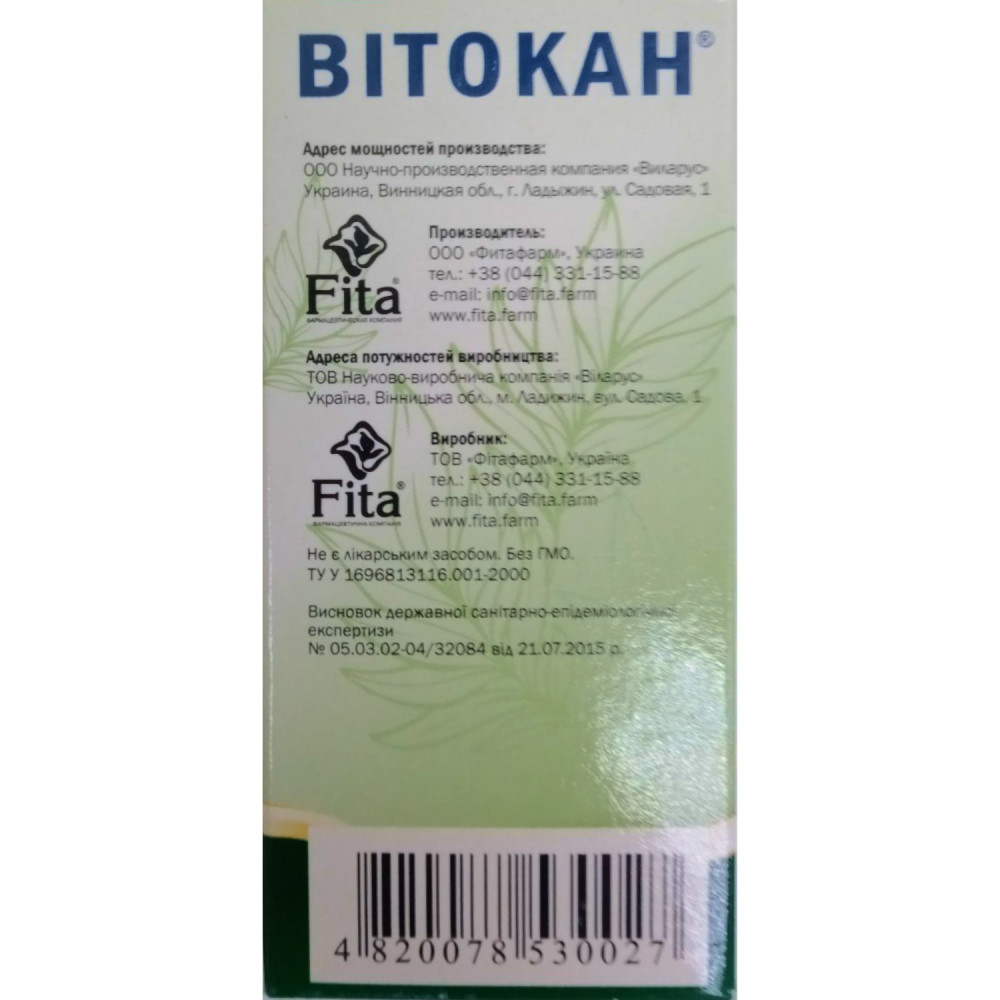 ВІТОКАН®
Адрес мощностей производства:
ООО Научно-производственная компания «Виларус»
Украина, Винницкая обл., г. Ладыжин, ул. Садовая, 1
Fita®
ФАРМАЦЕВТИЧЕСКАЯ КОМПАНИЯ
Производитель:
ООО «Фитафарм», Украина
тел.: +38 (044) 331-15-88
e-mail: info@fita.farm
www.fita.farm
Адреса потужностей виробництва:
ТОВ Науково-виробнича компанія «Віларус»
Україна, Вінницька обл., м. Ладижин, вул. Садова, 1
Fita®
ФАРМАЦЕВТИЧНА КОМПАНІЯ
Виробник:
ТОВ «Фітафарм», Україна
тел.: +38 (044) 331-15-88
e-mail: info@fita.farm
www.fita.farm
Не є лікарським засобом. Без ГМО.
ТУ У 1696813116.001-2000
Висновок державної санітарно-епідеміологічної
експертизи
№ 05.03.02-04/32084 від 21.07.2015 р.
4 820078 530027